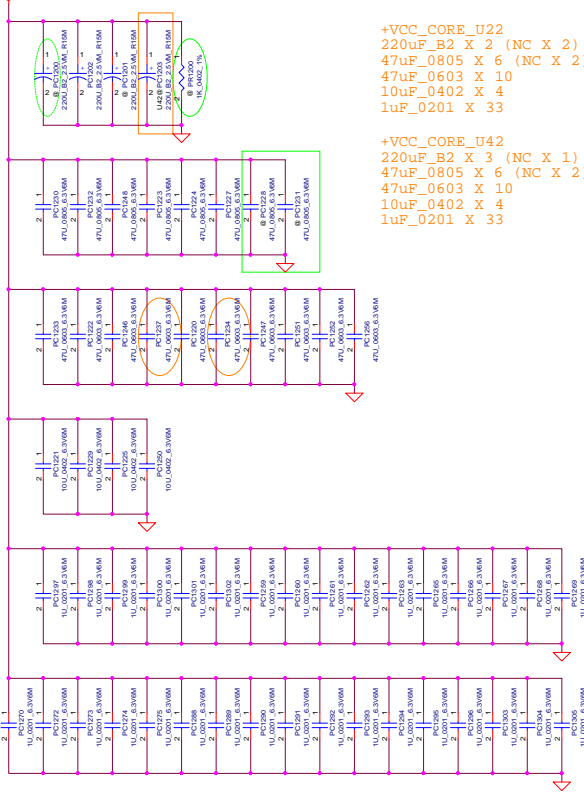 +VCC_CORE_U22
220uF_B2 X 2 (NC X 2)
47uF_0805 X 6 (NC X 2)
47uF_0603 X 10
10uF_0402 X 4
1uF_0201 X 33
+VCC_CORE_U42
220uF_B2 X 3 (NC X 1)
47uF_0805 X 6 (NC X 2)
47uF_0603 X 10
10uF_0402 X 4
1uF_0201 X 33
@ PC1200
220U_B2_2.5VM_R15M
PC1202
220U_B2_2.5VM_R15M
@ PC1201
220U_B2_2.5VM_R15M
U42@ PC1203
220U_B2_2.5VM_R15M
@ PR1200
1K_0402_1%
PC1230
47U_0805_6.3V6M
PC1232
47U_0805_6.3V6M
PC1248
47U_0805_6.3V6M
PC1223
47U_0805_6.3V6M
PC1224
47U_0805_6.3V6M
PC1227
47U_0805_6.3V6M
@ PC1228
47U_0805_6.3V6M
@ PC1231
47U_0805_6.3V6M
PC1233
47U_0603_6.3V6M
PC1222
47U_0603_6.3V6M
PC1246
47U_0603_6.3V6M
PC1237
47U_0603_6.3V6M
PC1220
47U_0603_6.3V6M
PC1234
47U_0603_6.3V6M
PC1247
47U_0603_6.3V6M
PC1251
47U_0603_6.3V6M
PC1252
47U_0603_6.3V6M
PC1256
47U_0603_6.3V6M
PC1221
10U_0402_6.3V6M
PC1229
10U_0402_6.3V6M
PC1225
10U_0402_6.3V6M
PC1250
10U_0402_6.3V6M
PC1297
1U_0201_6.3V6M
PC1298
1U_0201_6.3V6M
PC1299
1U_0201_6.3V6M
PC1300
1U_0201_6.3V6M
PC1301
1U_0201_6.3V6M
PC1302
1U_0201_6.3V6M
PC1259
1U_0201_6.3V6M
PC1260
1U_0201_6.3V6M
PC1261
1U_0201_6.3V6M
PC1262
1U_0201_6.3V6M
PC1263
1U_0201_6.3V6M
PC1265
1U_0201_6.3V6M
PC1266
1U_0201_6.3V6M
PC1267
1U_0201_6.3V6M
PC1268
1U_0201_6.3V6M
PC1269
1U_0201_6.3V6M
PC1270
1U_0201_6.3V6M
PC1272
1U_0201_6.3V6M
PC1273
1U_0201_6.3V6M
PC1274
1U_0201_6.3V6M
PC1275
1U_0201_6.3V6M
PC1288
1U_0201_6.3V6M
PC1289
1U_0201_6.3V6M
PC1290
1U_0201_6.3V6M
PC1291
1U_0201_6.3V6M
PC1292
1U_0201_6.3V6M
PC1293
1U_0201_6.3V6M
PC1294
1U_0201_6.3V6M
PC1295
1U_0201_6.3V6M
PC1296
1U_0201_6.3V6M
PC1303
1U_0201_6.3V6M
PC1304
1U_0201_6.3V6M
PC1305
1U_0201_6.3V6M